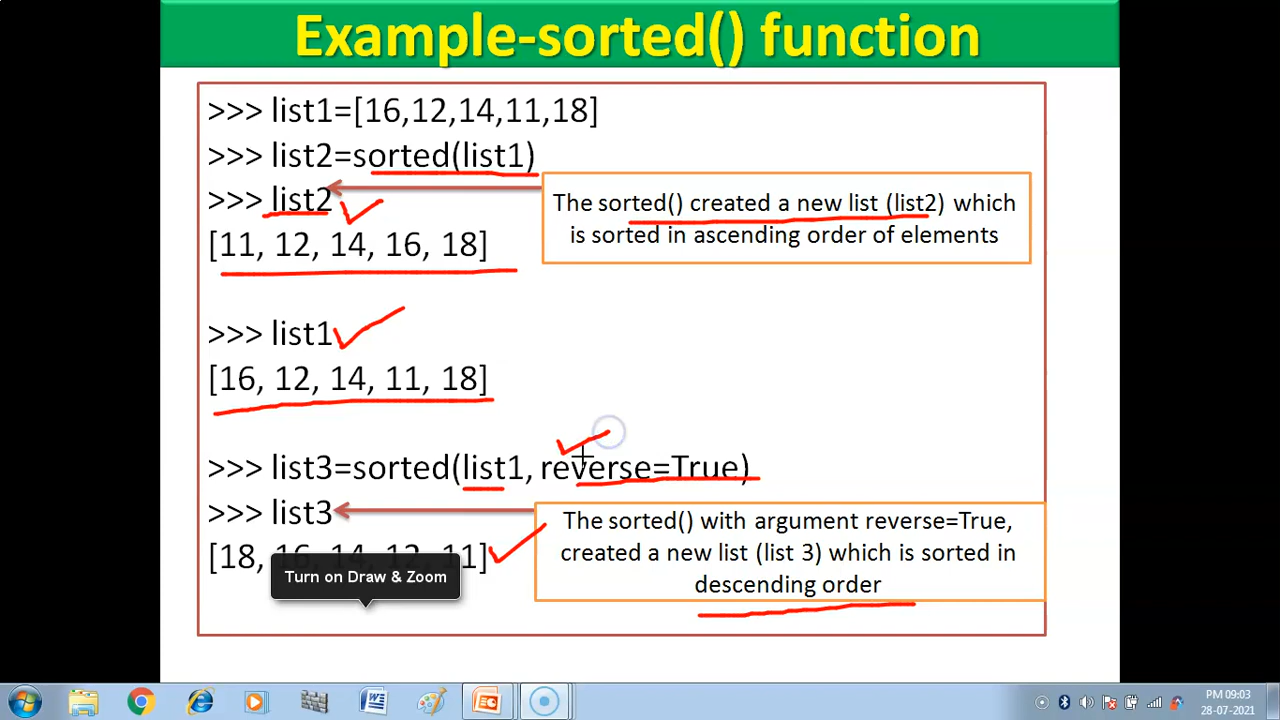 Example-sorted() function
>>> list1=[16,12,14,11,18]
>>> list2=sorted(list1)
>>> list2
[11, 12, 14, 16, 18]
The sorted() created a new list (list2) which
is sorted in ascending order of elements
>>> list1
[16, 12, 14, 11, 18]
>>> list3=sorted(list1, reverse=True)
>>> list3
[18, 16, 14, 12, 11]
The sorted() with argument reverse=True,
created a new list (list 3) which is sorted in
descending order
Turn on Draw & Zoom
PM 09:03
28-07-2021